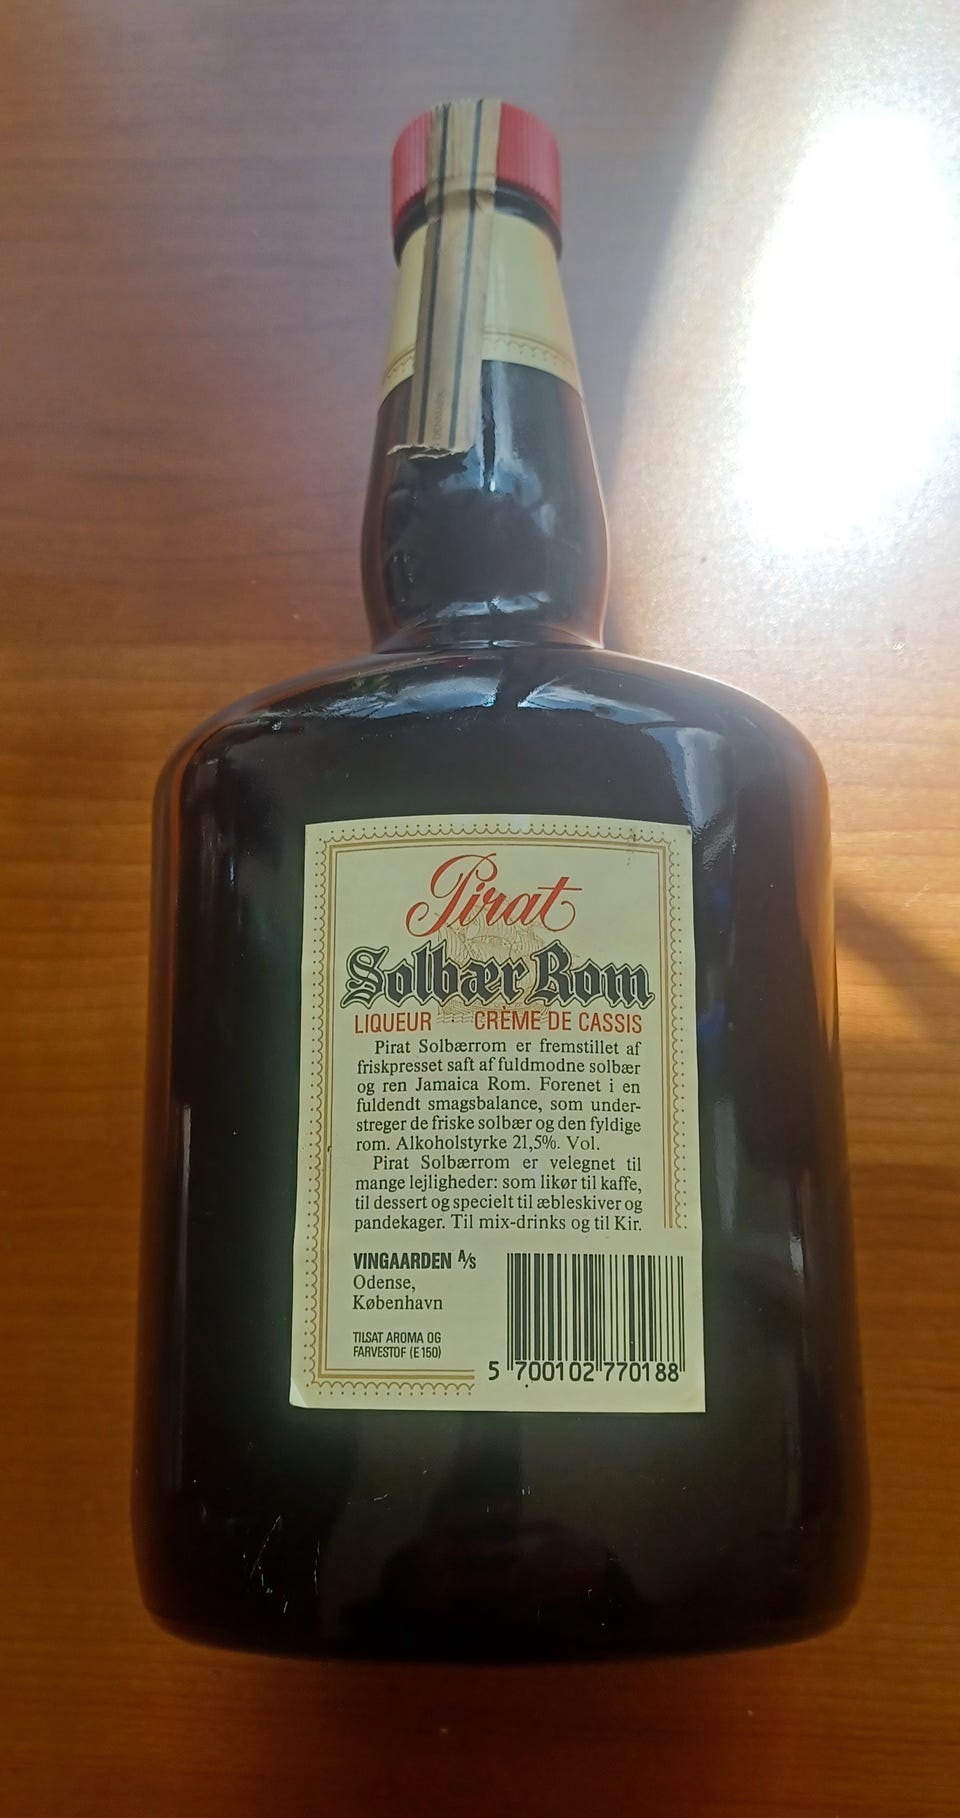 DENMARK
Pirat
Solbær Rom
LIQUEUR CRÈME DE CASSIS
Pirat Solbærrom er fremstillet af
friskpresset saft af fuldmodne solbær
og ren Jamaica Rom. Forenet i en
fuldendt smagsbalance, som under-
streger de friske solbær og den fyldige
rom. Alkoholstyrke 21,5%. Vol.
Pirat Solbærrom er velegnet til
mange lejligheder: som likør til kaffe,
til dessert og specielt til æbleskiver og
pandekager. Til mix-drinks og til Kir.
VINGAARDEN A/S
Odense,
København
TILSAT AROMA OG
FARVESTOF (E 150)
5 700102 770188